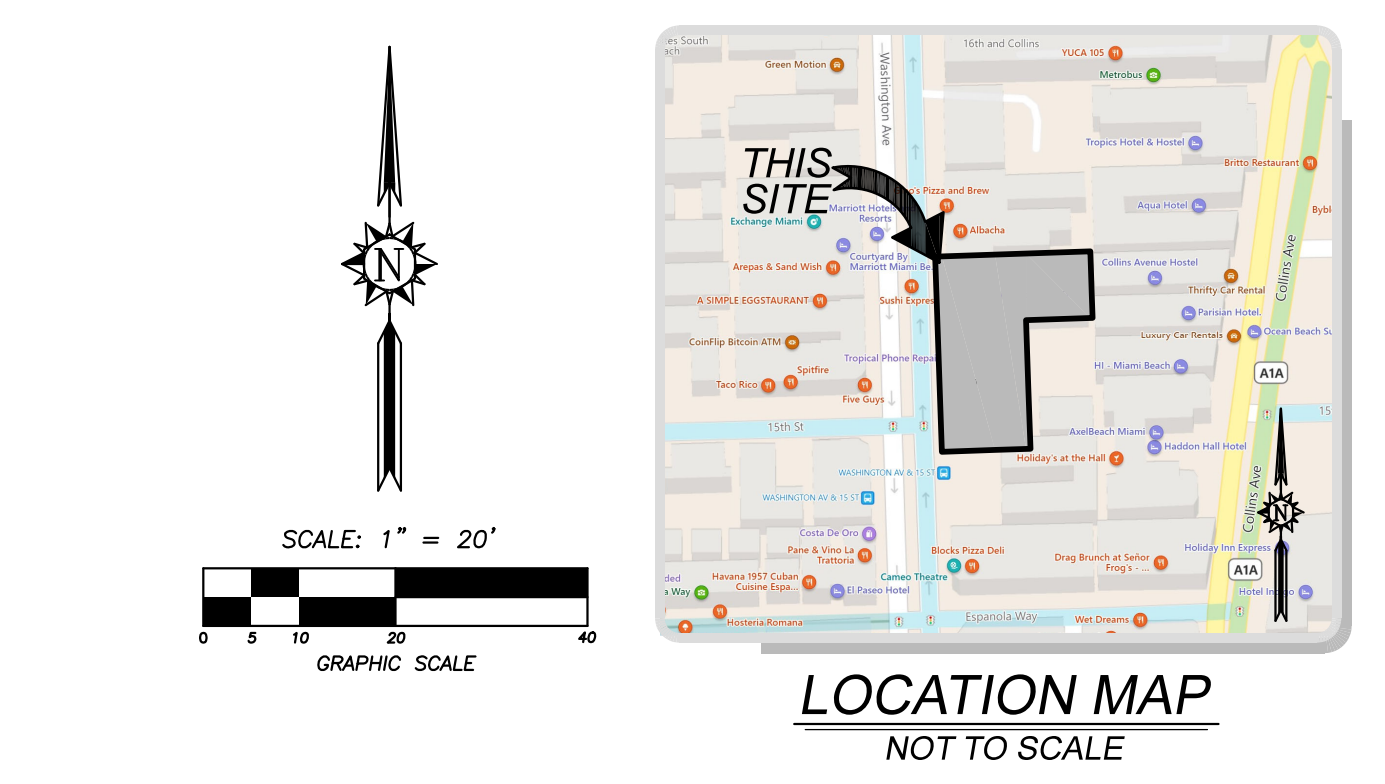 N
SCALE: 1" = 20'
0 5 10 20 40
GRAPHIC SCALE
16th and Collins
YUCA 105
Green Motion
Metrobus
Washington Ave
Tropics Hotel & Hostel
Britto Restaurant
THIS
SITE
Pizza and Brew
Marriott Hotels
Resorts
Aqua Hotel
Exchange Miami
Albacha
Courtyard By
Marriott Miami Be...
Arepas & Sand Wish
Collins Avenue Hostel
Collins Ave
Thrifty Car Rental
A SIMPLE EGGSTAURANT
Sushi Expres
Parisian Hotel.
Luxury Car Rentals
Ocean Beach Su
CoinFlip Bitcoin ATM
Tropical Phone Repai
HI - Miami Beach
A1A
Spitfire
Taco Rico
Five Guys
15th St
15
AxelBeach Miami
Haddon Hall Hotel
Holiday's at the Hall
WASHINGTON AV & 15 ST
WASHINGTON AV & 15 ST
Collins Ave
N
Costa De Oro
Pane & Vino La
Trattoria
Blocks Pizza Deli
Holiday Inn Express
Drag Brunch at Señor
Frog's - ...
A1A
Havana 1957 Cuban
Cuisine Espa...
Cameo Theatre
El Paseo Hotel
a Way
Hotel In
Hosteria Romana
Espanola Way
Wet Dreams
LOCATION MAP
NOT TO SCALE